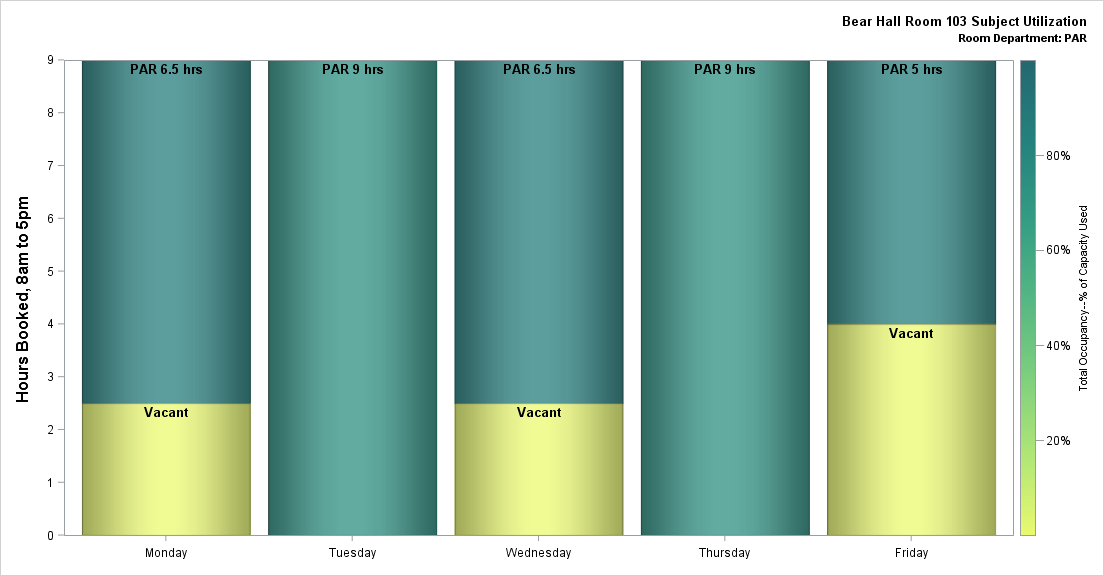 Bear Hall Room 103 Subject Utilization
Room Department: PAR
Hours Booked, 8am to 5pm
9
8
7
6
5
4
3
2
1
0
PAR 6.5 hrs
Vacant
PAR 9 hrs
PAR 6.5 hrs
Vacant
PAR 9 hrs
PAR 5 hrs
Vacant
Monday
Tuesday
Wednesday
Thursday
Friday
80%
60%
40%
20%
Total Occupancy--% of Capacity Used